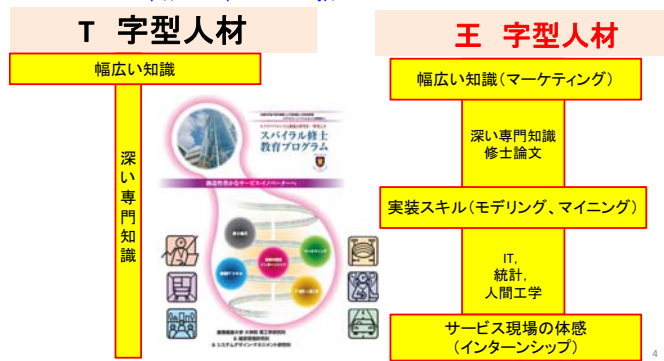 T 字型人材
王 字型人材
幅広い知識
深い専門知識
スパイラル修士
教育プログラム
幅広い知識(マーケティング)
深い専門知識
修士論文
実装スキル(モデリング、マイニング)
IT,
統計,
人間工学
サービス現場の体感
(インターンシップ)
4